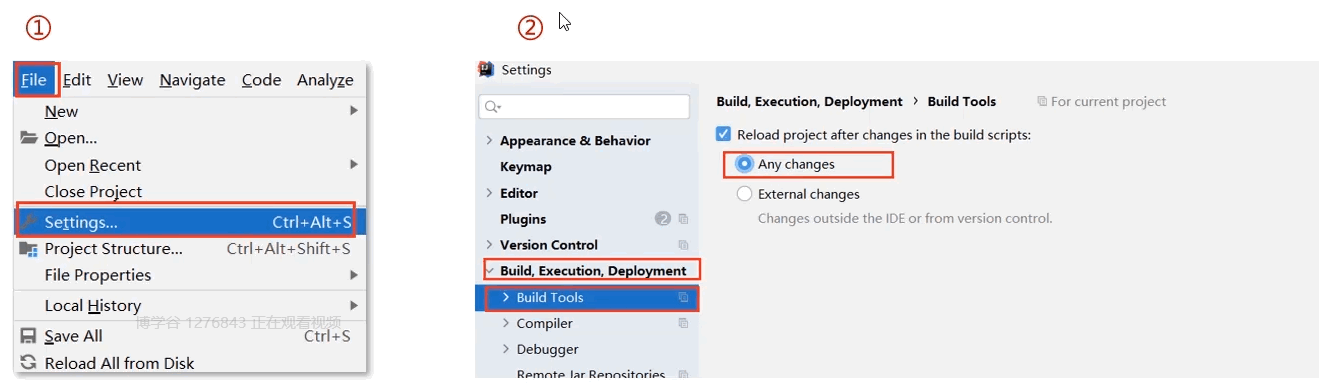 ①
File Edit View Navigate Code Analyze
New
Open...
Open Recent
Close Project
Settings... Ctrl+Alt+S
Project Structure... Ctrl+Alt+Shift+S
File Properties
Local History
博学谷 1276843 正在观看视频
Save All Ctrl+S
Reload All from Disk
②
Settings
Appearance & Behavior
Keymap
Editor
Plugins 2
Version Control
Build, Execution, Deployment
Build Tools
Compiler
Debugger
Remote Jar Repositories
Build, Execution, Deployment › Build Tools For current project
Reload project after changes in the build scripts:
Any changes
External changes
Changes outside the IDE or from version control.